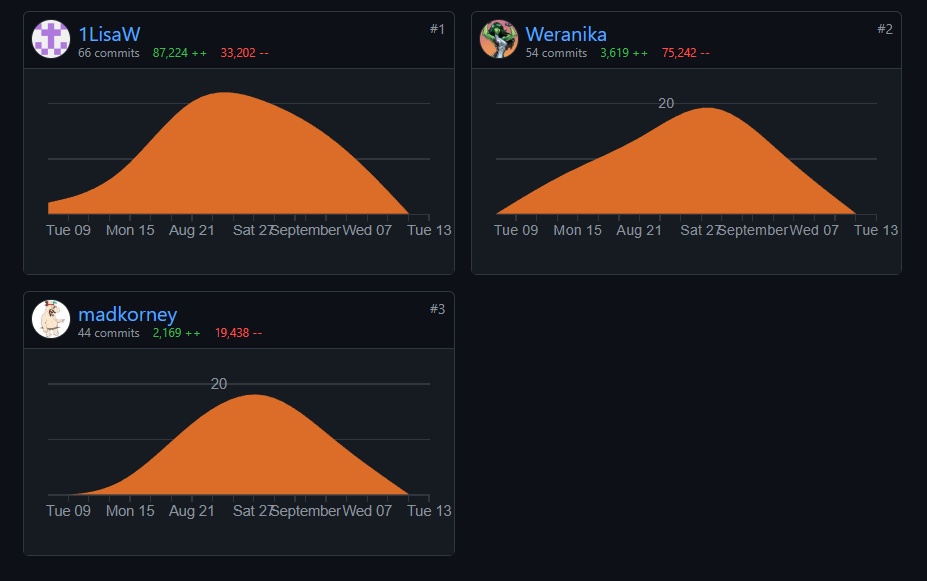 1LisaW
#1
66 commits 87,224 ++ 33,202 --
Tue 09 Mon 15 Aug 21 Sat 27 September Wed 07 Tue 13
Weranika
#2
54 commits 3,619 ++ 75,242 --
20
Tue 09 Mon 15 Aug 21 Sat 27 September Wed 07 Tue 13
madkorney
#3
44 commits 2,169 ++ 19,438 --
20
Tue 09 Mon 15 Aug 21 Sat 27 September Wed 07 Tue 13